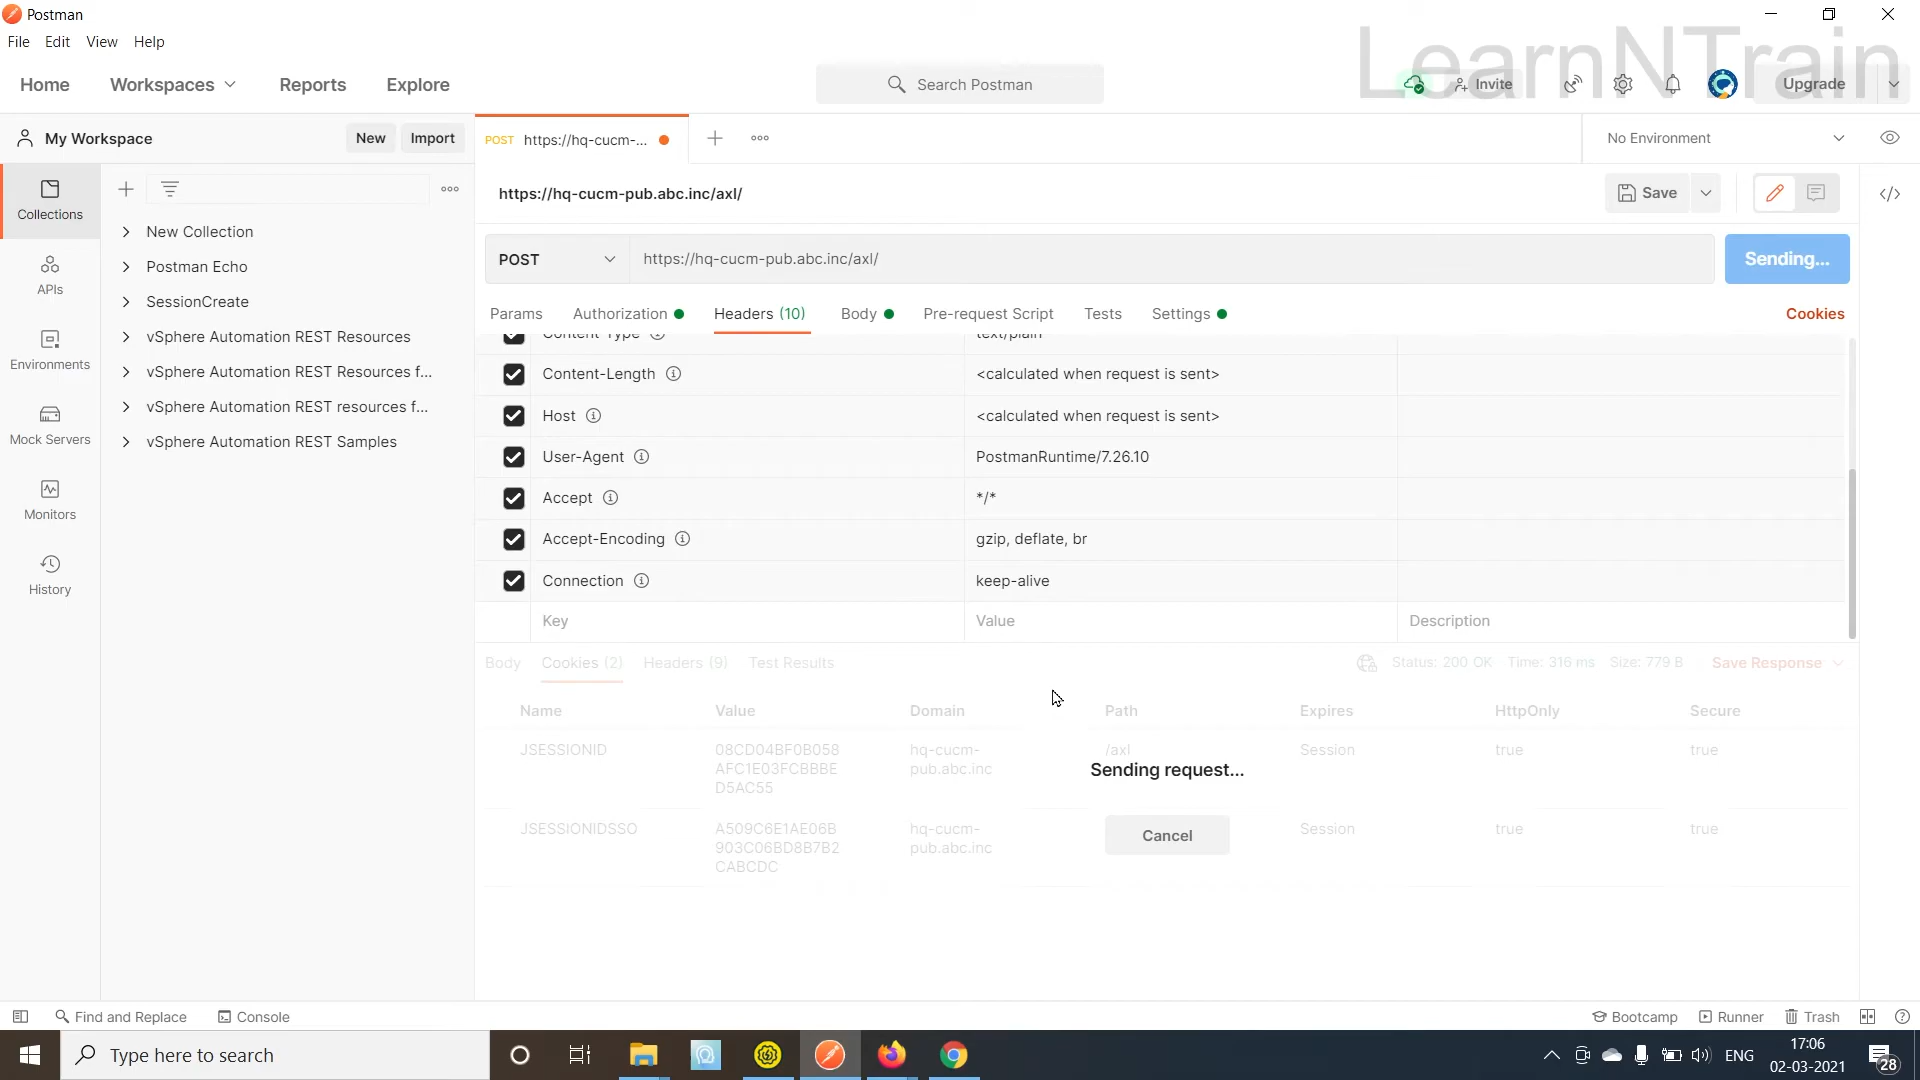 Postman
File Edit View Help
LearnNTrain
Home Workspaces Reports Explore Search Postman Invite Upgrade
My Workspace New Import POST https://hq-cucm-... No Environment
https://hq-cucm-pub.abc.inc/axl/ Save
Collections
APIs
Environments
Mock Servers
Monitors
History
New Collection
Postman Echo
SessionCreate
vSphere Automation REST Resources
vSphere Automation REST Resources f...
vSphere Automation REST resources f...
vSphere Automation REST Samples
POST https://hq-cucm-pub.abc.inc/axl/ Sending...
Params Authorization Headers (10) Body Pre-request Script Tests Settings Cookies
Content-Type text/plain
Content-Length <calculated when request is sent>
Host <calculated when request is sent>
User-Agent PostmanRuntime/7.26.10
Accept */*
Accept-Encoding gzip, deflate, br
Connection keep-alive
Key Value Description
Body Cookies (2) Headers (9) Test Results Status: 200 OK Time: 316 ms Size: 779 B Save Response
Name Value Domain Path Expires HttpOnly Secure
JSESSIONID 08CD04BF0B058 hq-cucm- /axl Session true true
AFC1E03FCBBBE pub.abc.inc
D5AC55
Sending request...
JSESSIONIDSSO A509C6E1AE06B hq-cucm- Session true true
903C06BD8B7B2 pub.abc.inc
CABCDC
Cancel
Find and Replace Console Bootcamp Runner Trash
Type here to search ENG 17:06
02-03-2021 28